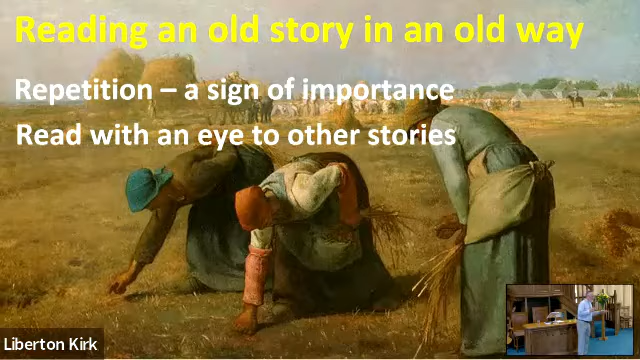 Reading an old story in an old way
Repetition – a sign of importance
Read with an eye to other stories
Liberton Kirk